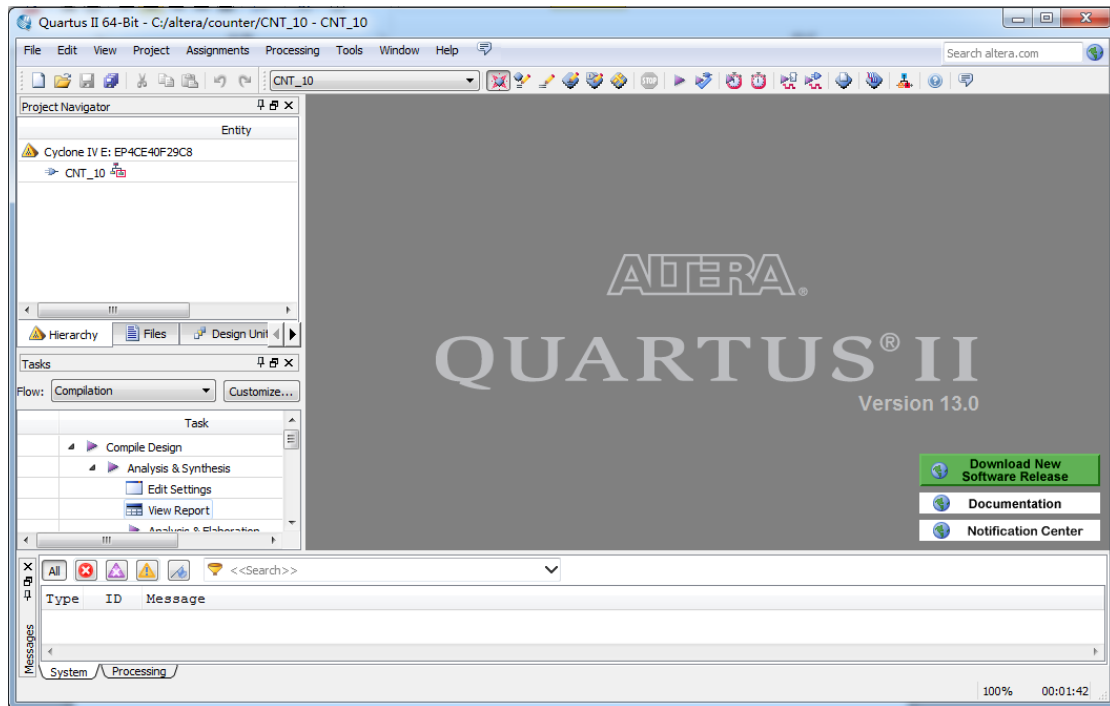 Quartus II 64-Bit - C:/altera/counter/CNT_10 - CNT_10
File Edit View Project Assignments Processing Tools Window Help
Search altera.com
CNT_10
STOP
Project Navigator
Entity
Cyclone IV E: EP4CE40F29C8
CNT_10
Hierarchy Files Design Unit
Tasks
Flow: Compilation Customize...
Task
Compile Design
Analysis & Synthesis
Edit Settings
View Report
Analysis & Elaboration
ALTERA®
QUARTUS® II
Version 13.0
Download New
Software Release
Documentation
Notification Center
All <<Search>>
Type ID Message
Messages
System Processing
100% 00:01:42